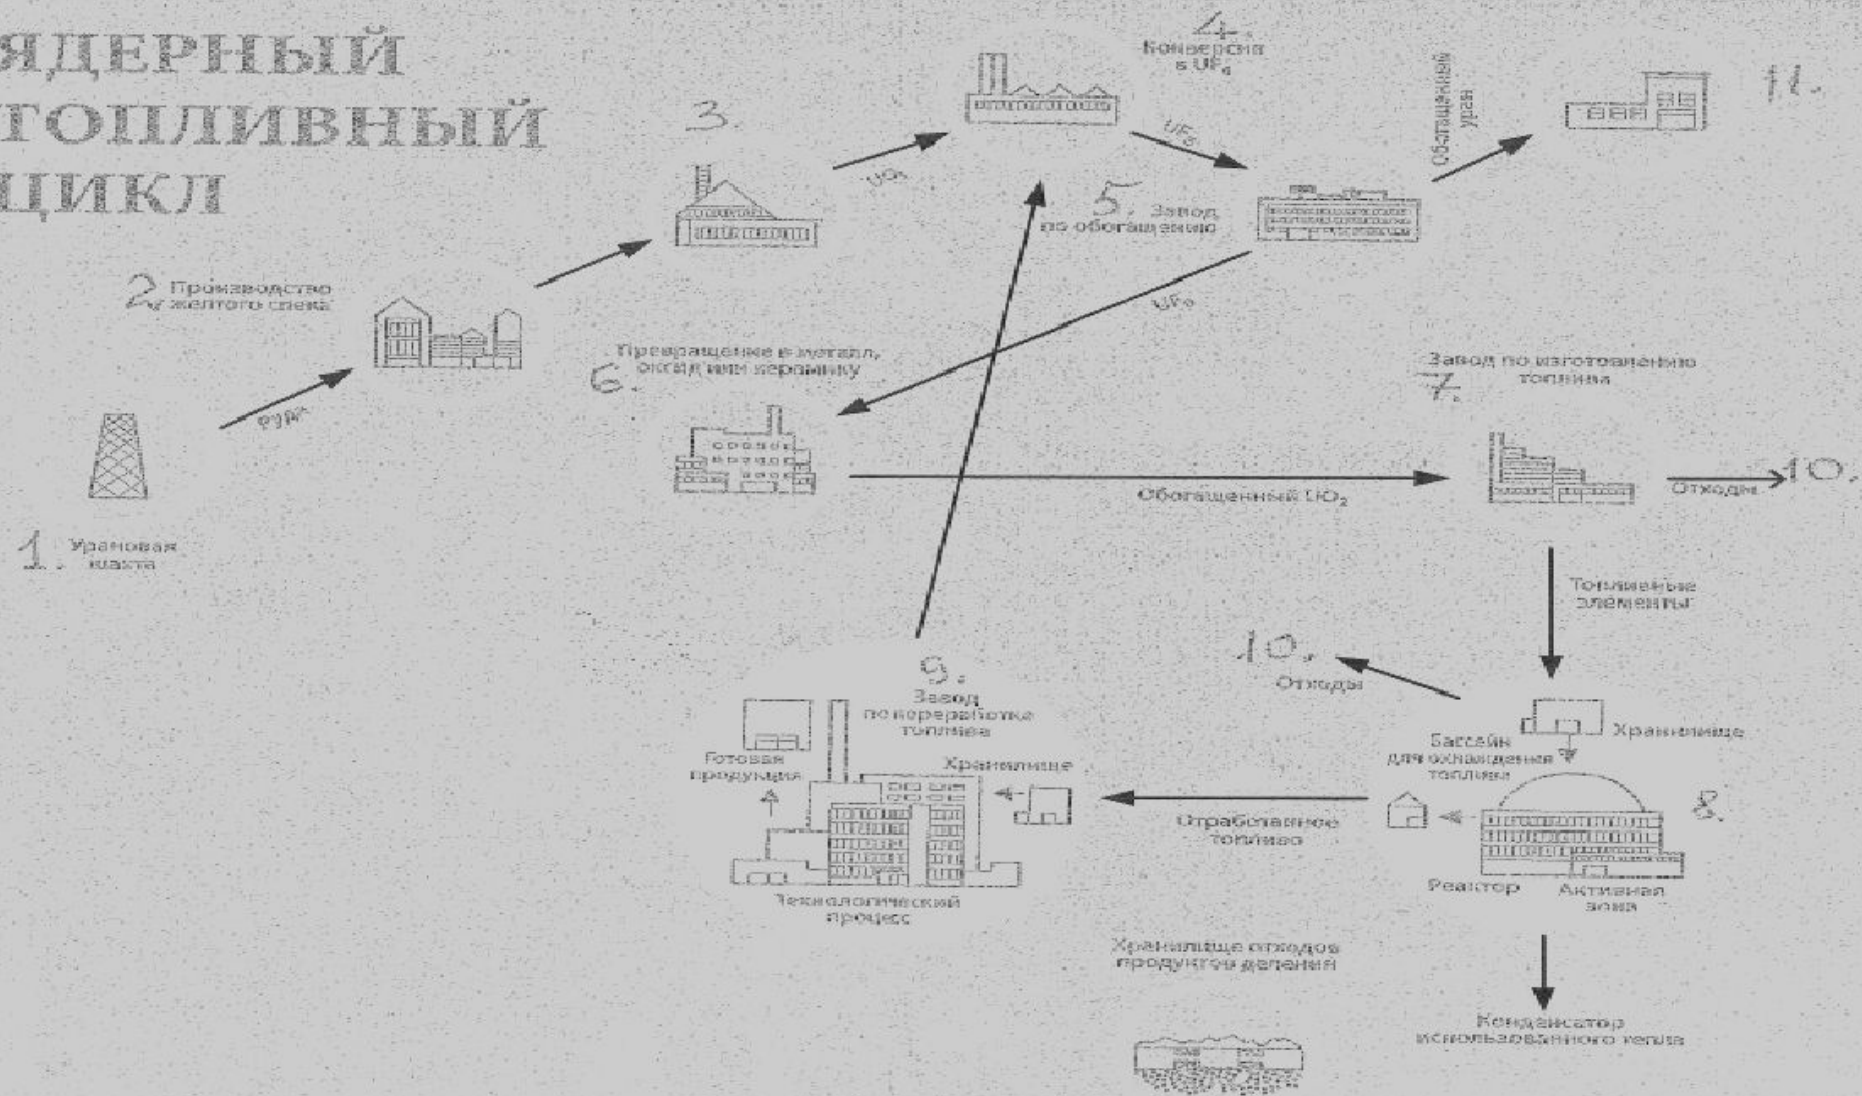 ЯДЕРНЫЙ
ТОПЛИВНЫЙ
ЦИКЛ
4.
Конверсия
в UF₆
3.
UF₆
Обогащенный
уран
11.
5. Завод
по обогащению
2. Производство
желтого спека
UF₆
6. Превращение в металл,
оксид или керамику
Завод по изготовлению
7. топлива
руда
Обогащенный UO₂
Отходы 10.
1. Урановая
шахта
Топливные
элементы
10.
Отходы
9.
Завод
по переработке
топлива
Готовая
продукция
Хранилище
Хранилище
Бассейн
для охлаждения
топлива
8.
Отработанное
топливо
Реактор
Активная
зона
Технологический
процесс
Хранилище отходов
продуктов деления
Конденсатор
использованного тепла